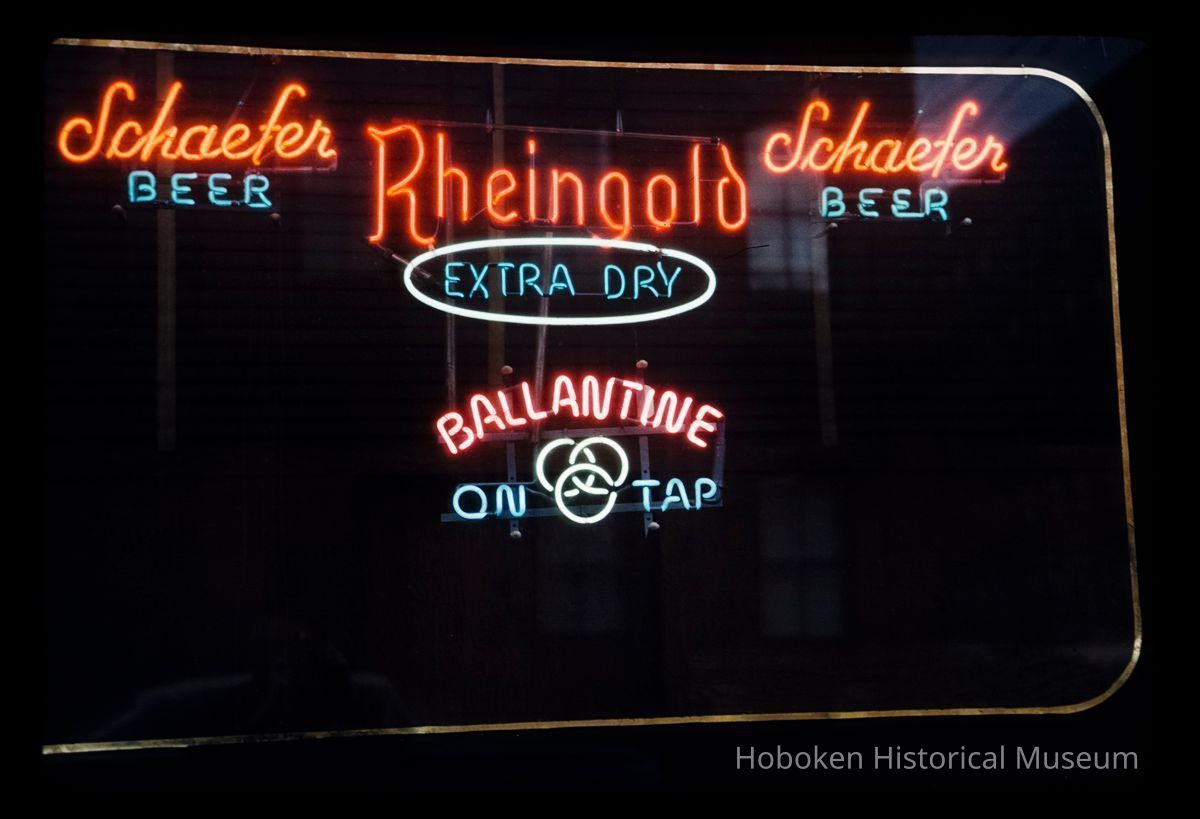 Schaefer
BEER
Rheingold
EXTRA DRY
Schaefer
BEER
BALLANTINE
ON TAP
Hoboken Historical Museum